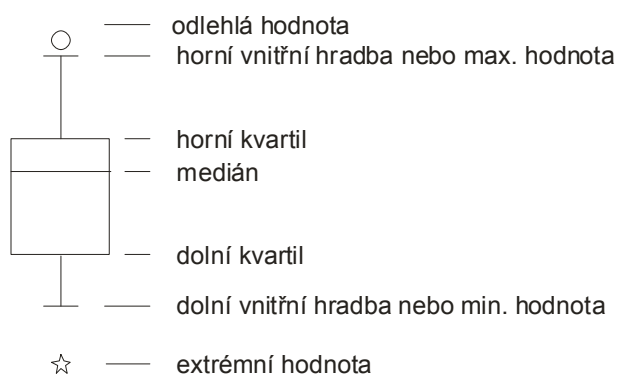 odlehlá hodnota
horní vnitřní hradba nebo max. hodnota
horní kvartil
medián
dolní kvartil
dolní vnitřní hradba nebo min. hodnota
extrémní hodnota